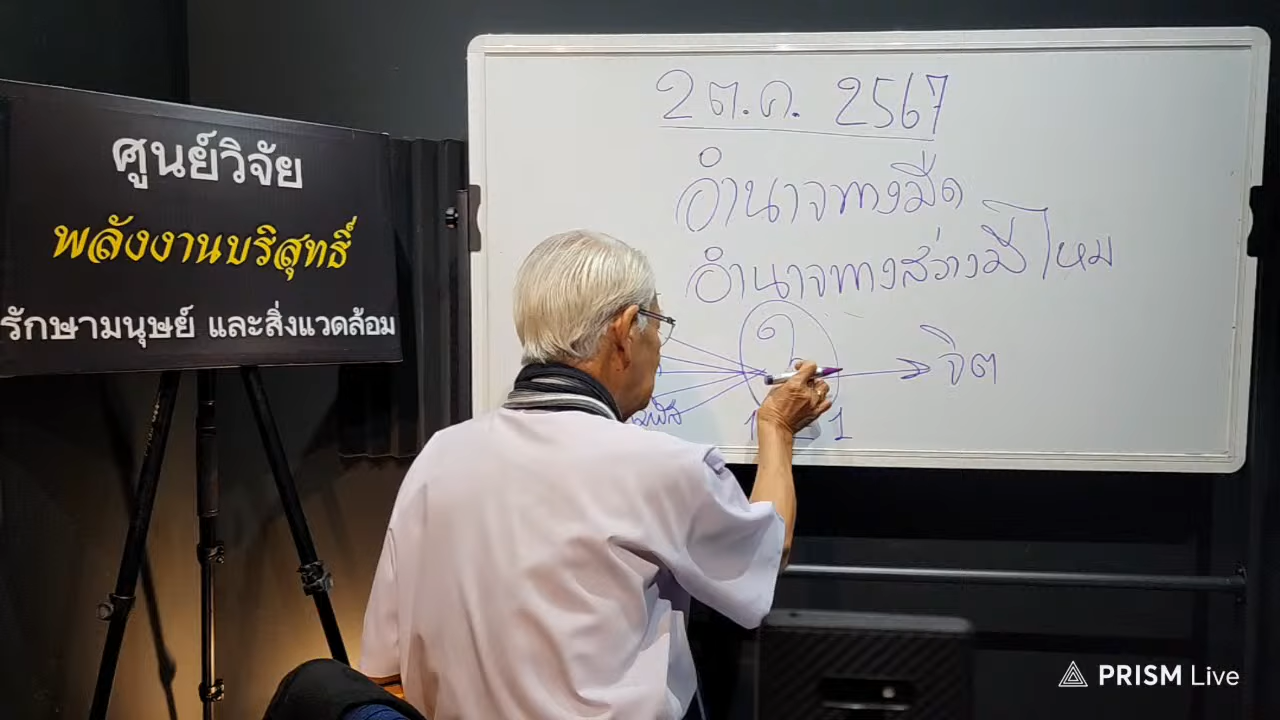 ศูนย์วิจัย
พลังงานบริสุทธิ์
รักษามนุษย์ และสิ่งแวดล้อม
2 ต.ค. 2567
อำนาจทางมืด
อำนาจทางสว่างมีไหม
จิต
1
PRISM Live